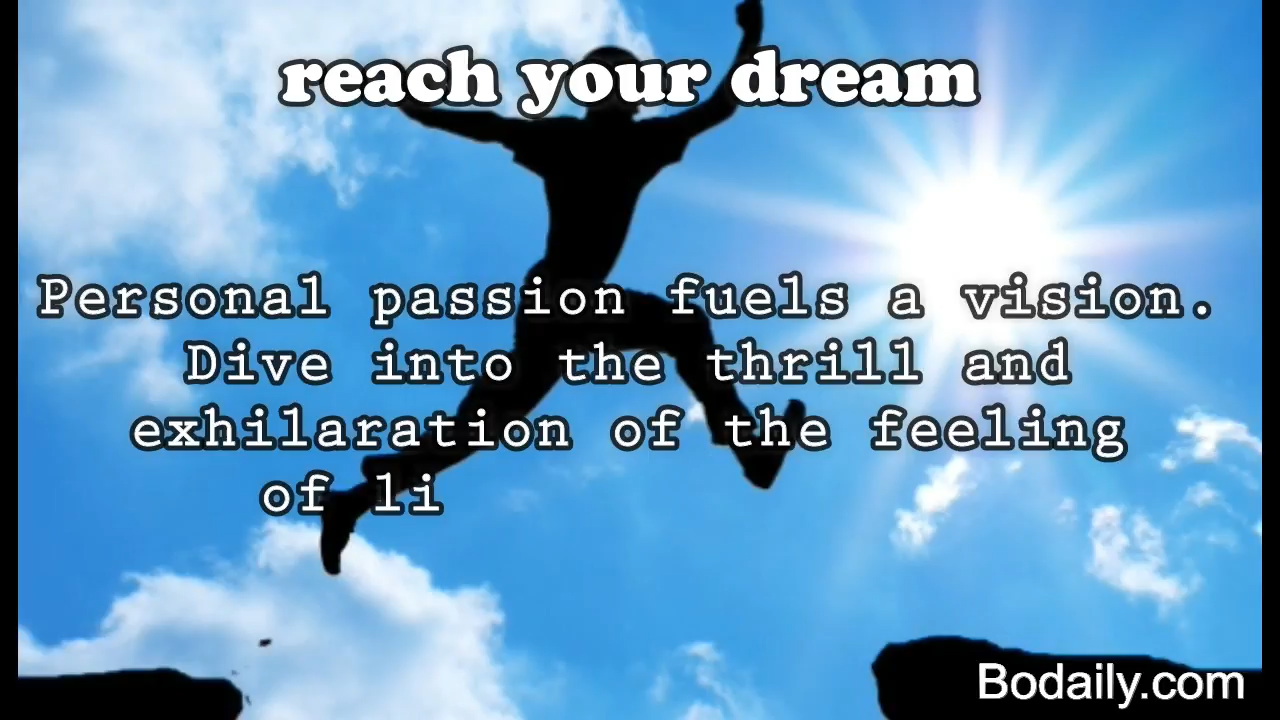 reach your dream
Personal passion fuels a vision.
Dive into the thrill and
exhilaration of the feeling
of li
Bodaily.com